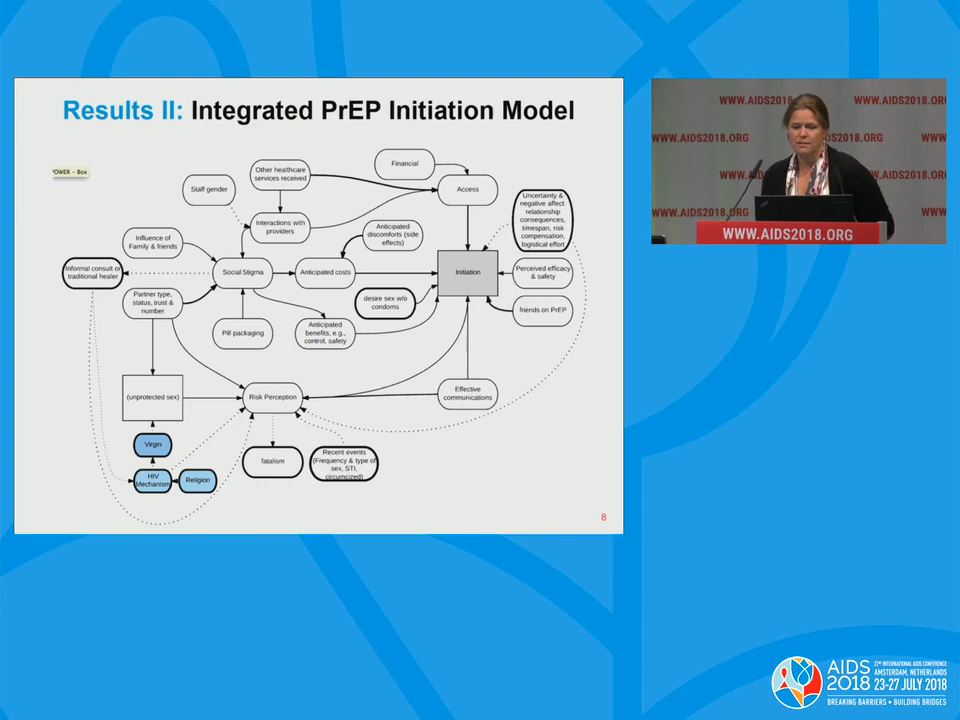 Results II: Integrated PrEP Initiation Model
POWER - Box
Financial
Other healthcare
services received
Staff gender
Access
Uncertainty &
negative affect:
relationship
consequences,
timespan, risk
compensation,
logistical effort
Interactions with
providers
Anticipated
discomforts (side
effects)
Influence of
Family & friends
Informal consult or
traditional healer
Social Stigma
Anticipated costs
Initiation
Perceived efficacy
& safety
Partner type,
status, trust &
number
desire sex w/o
condoms
friends on PrEP
Pill packaging
Anticipated
benefits, e.g.,
control, safety
(unprotected sex)
Risk Perception
Effective
communications
Virgin
fatalism
Recent events
(Frequency & type of
sex, STI,
circumcized)
HIV
Mechanism
Religion
8
WWW.AIDS2018.ORG
WWW.AIDS2018.OR
WWW.AIDS2018.ORG
DS2018.ORG
WWW
WWW.AIDS2018.ORG
WWW.AIDS2018.ORG
AIDS
2018
22ND INTERNATIONAL AIDS CONFERENCE
AMSTERDAM, NETHERLANDS
23-27 JULY 2018
BREAKING BARRIERS • BUILDING BRIDGES